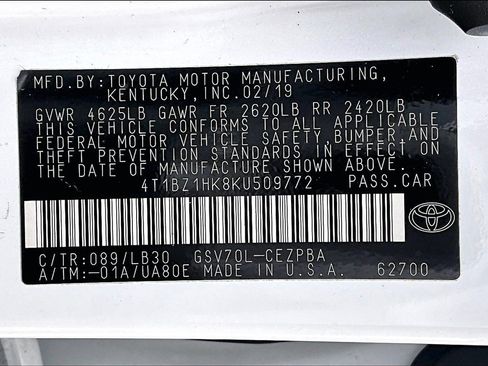 MFD.BY:TOYOTA MOTOR MANUFACTURING,
KENTUCKY, INC.02/19
GVWR 4625LB GAWR FR 2620LB RR 2420LB
THIS VEHICLE CONFORMS TO ALL APPLICABLE
FEDERAL MOTOR VEHICLE SAFETY BUMPER AND
THEFT PREVENTION STANDARDS IN EFFECT ON THE
DATE OF MANUFACTURE SHOWN ABOVE.
4T1BZ1HK8KU509772 PASS.CAR
C/TR:089/LB30 GSV70L-CEZPBA
A/TM:-01A/UA80E MADE IN U.S.A. 62700